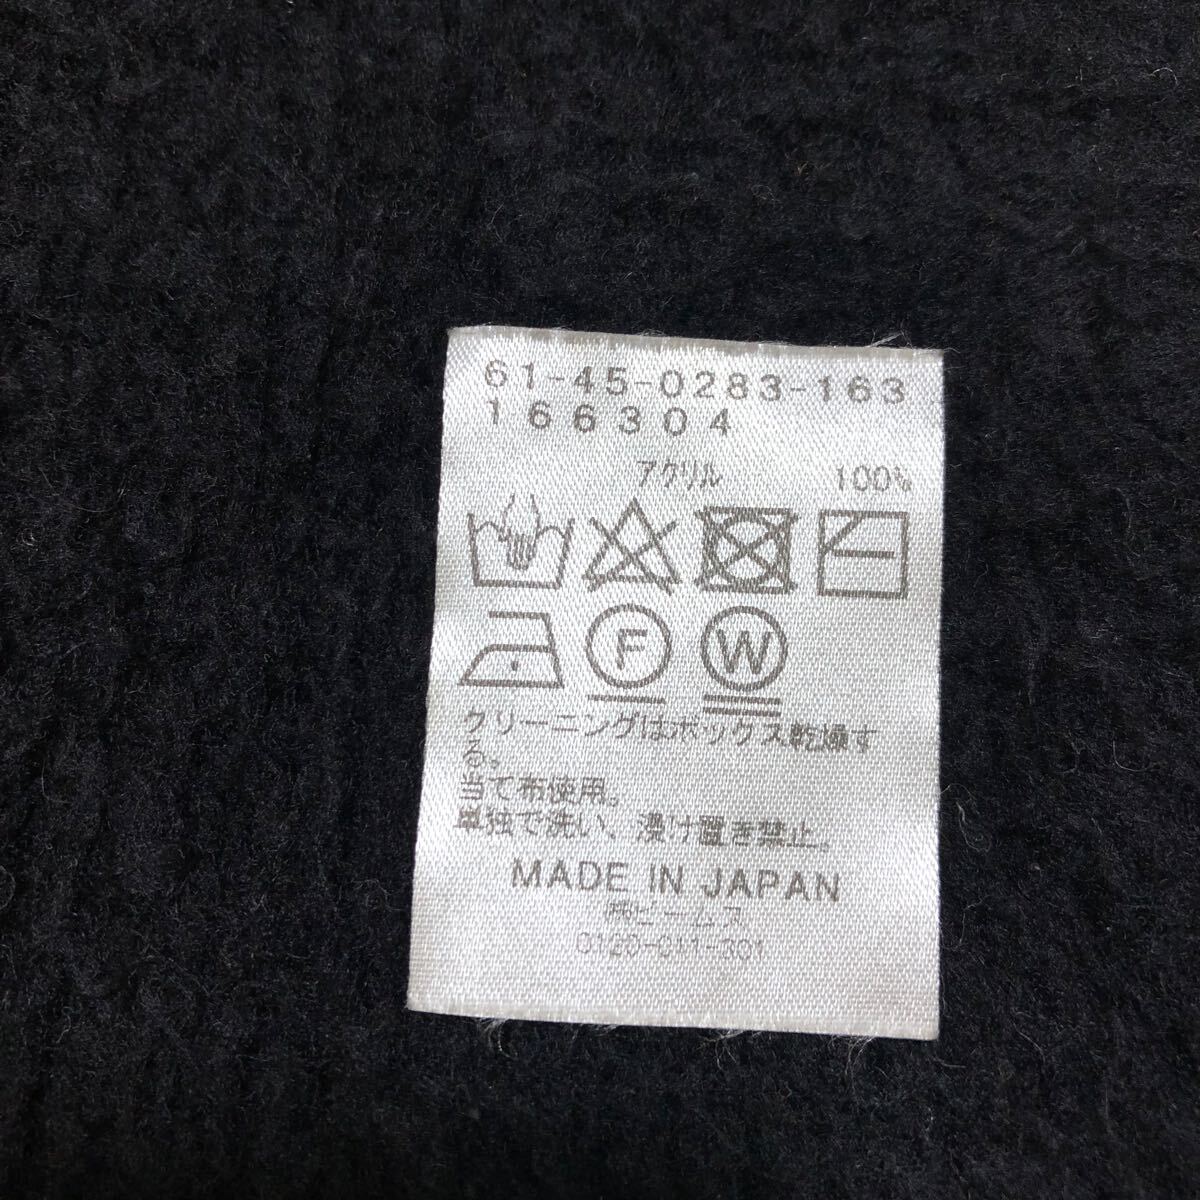 61-45-0283-163
166304
アクリル 100%
F W
クリーニングはボックス乾燥す
る。
当て布使用。
単独で洗い、浸け置き禁止。
MADE IN JAPAN
㈱ビームス
0120-011-301